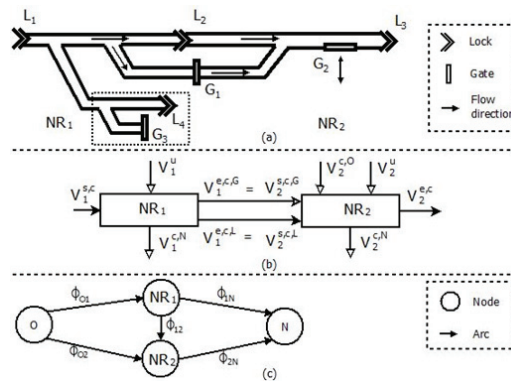 L₁
L₂
L₃
Lock
G₁
G₂
Gate
NR₁
G₃
L₄
NR₂
Flow
direction
(a)
V₁ᵘ
V₂ᶜ,ᴼ
V₂ᵘ
V₁ˢ,ᶜ
V₁ᵉ,ᶜ,ᴳ = V₂ˢ,ᶜ,ᴳ
V₂ᵉ,ᶜ
NR₁
NR₂
V₁ᶜ,ᴺ
V₁ᵉ,ᶜ,ᴸ = V₂ˢ,ᶜ,ᴸ
V₂ᶜ,ᴺ
(b)
ϕO1
NR₁
ϕ1N
Node
O
ϕ12
N
Arc
ϕO2
NR₂
ϕ2N
(c)